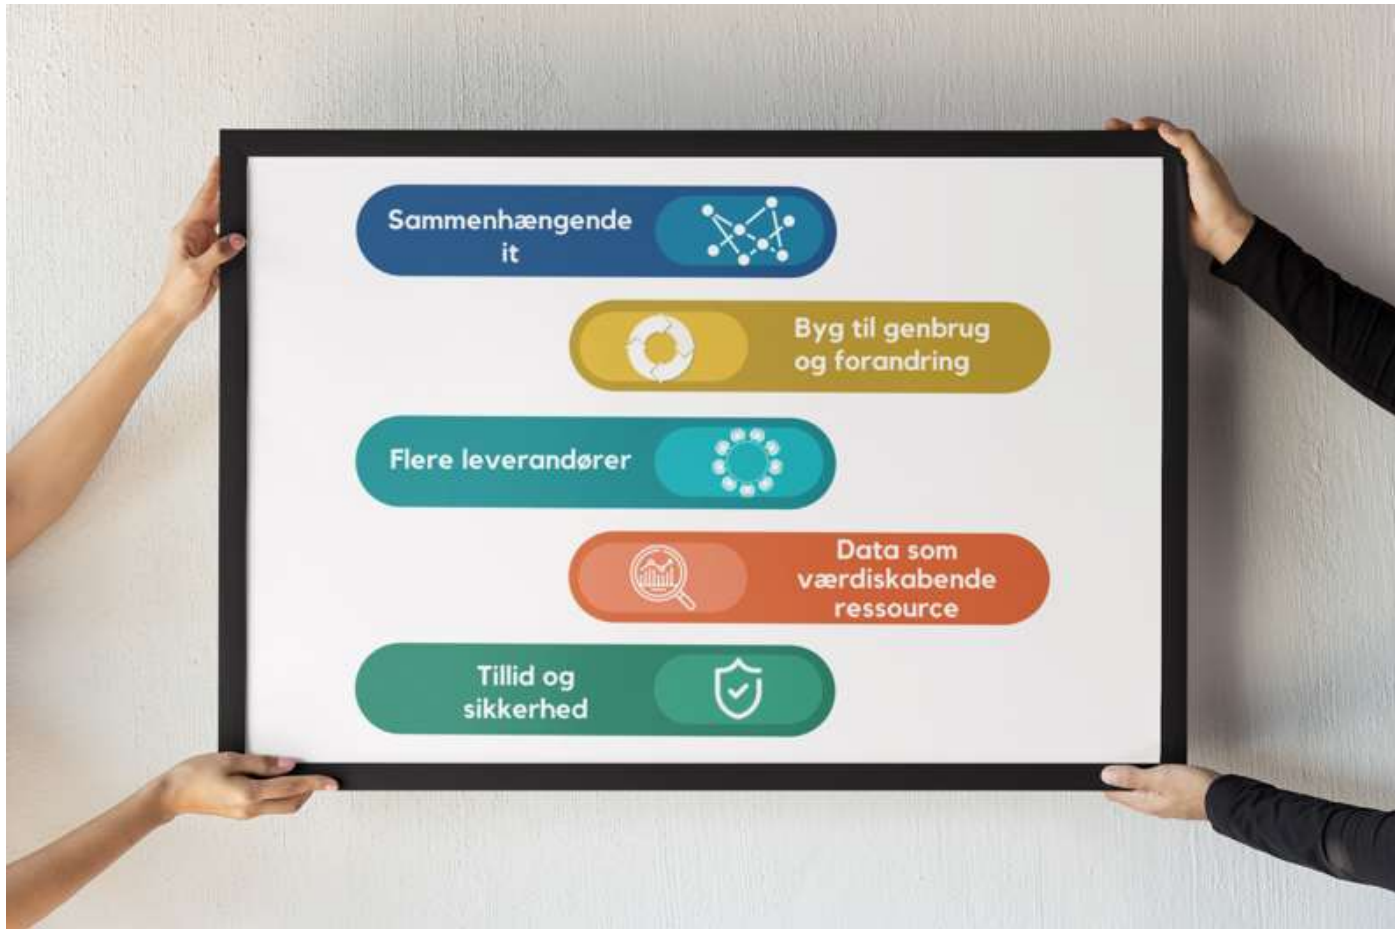 Sammenhængende
it
Byg til genbrug
og forandring
Flere leverandører
Data som
værdiskabende
ressource
Tillid og
sikkerhed